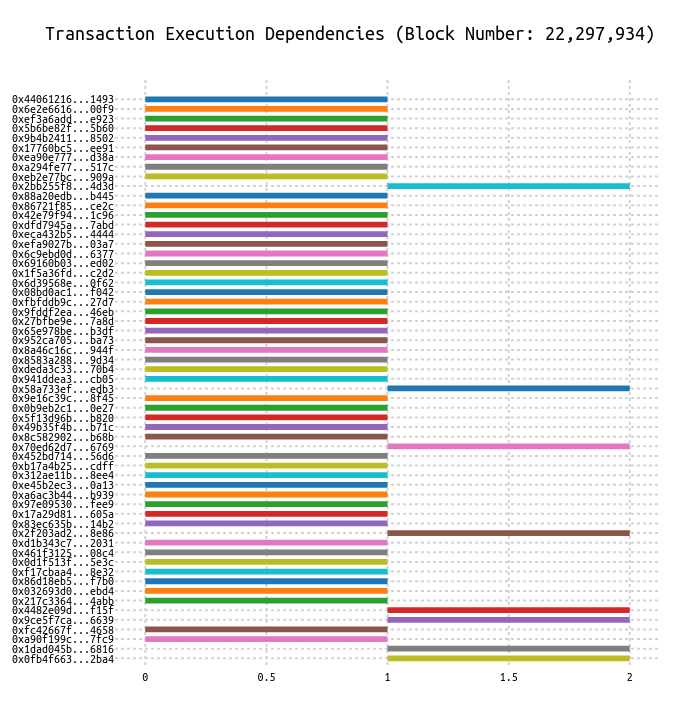 Transaction Execution Dependencies (Block Number: 22,297,934)
0x44061216...1493
0x6e2e6616...00f9
0xef3a6add...e923
0x5b6be82f...5b60
0x9b4b2411...8502
0x17760bc5...ee91
0xea90e777...d38a
0xa294fe77...517c
0xeb2e77bc...909a
0x2bb255f8...4d3d
0x88a20edb...b445
0x86721f85...ce2c
0x42e79f94...1c96
0xdfd7945a...7abd
0xeca432b5...4444
0xefa9027b...03a7
0x6c9ebd0d...6377
0x69160b03...ed02
0x1f5a36fd...c2d2
0x6d39568e...0f62
0x08bd0ac1...f042
0xfbfddb9c...27d7
0x9fddf2ea...46eb
0x27bfbe9e...7a8d
0x65e978be...b3df
0x952ca705...ba73
0x8a46c16c...944f
0x8583a288...9d34
0xdeda3c33...70b4
0x941ddea3...cb05
0x58a733ef...edb3
0x9e16c39c...8f45
0x0b9eb2c1...0e27
0x5f13d96b...b820
0x49b35f4b...b71c
0x8c582902...b68b
0x70ed62d7...6769
0x452bd714...56d6
0xb17a4b25...cdff
0x312ae11b...8ee4
0xe45b2ec3...0a13
0xa6ac3b44...b939
0x97e09530...fee9
0x17a29d81...605a
0x83ec635b...14b2
0x2f203ad2...8e86
0xd1b343c7...2031
0x461f3125...08c4
0x0d1f513f...5e3c
0xf17cbaa4...8e32
0x86d18eb5...f7b0
0x032693d0...ebd4
0x217c3364...4abb
0x4482e09d...f15f
0x9ce5f7ca...6639
0xfc42667f...4658
0xa90f199c...7fc9
0x1dad045b...6816
0x0fb4f663...2ba4
0 0.5 1 1.5 2